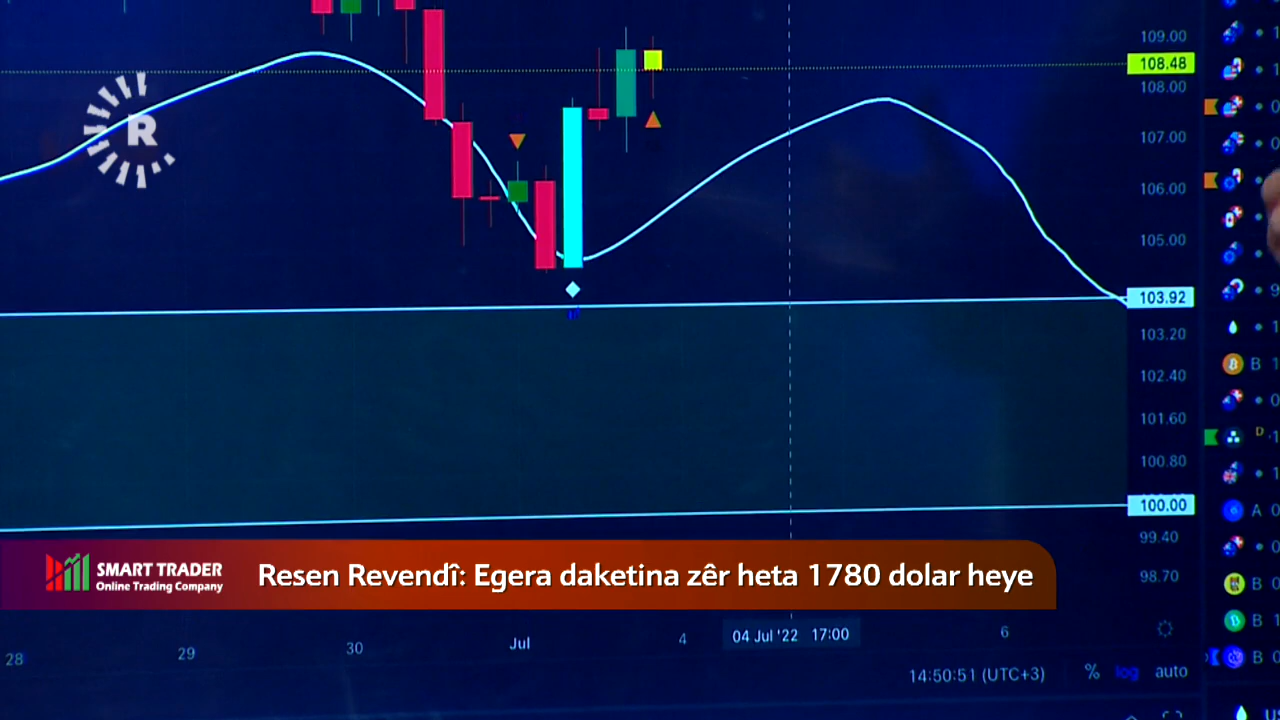 109.00
108.48
108.00
107.00
106.00
105.00
103.92
103.20
102.40
101.60
100.80
100.00
99.40
98.70
R
B
D
A
B
B
B
SMART TRADER
Online Trading Company
Resen Revendî: Egera daketina zêr heta 1780 dolar heye
28
29
30
Jul
4
04 Jul '22 17:00
6
14:50:51 (UTC+3)
%
log
auto